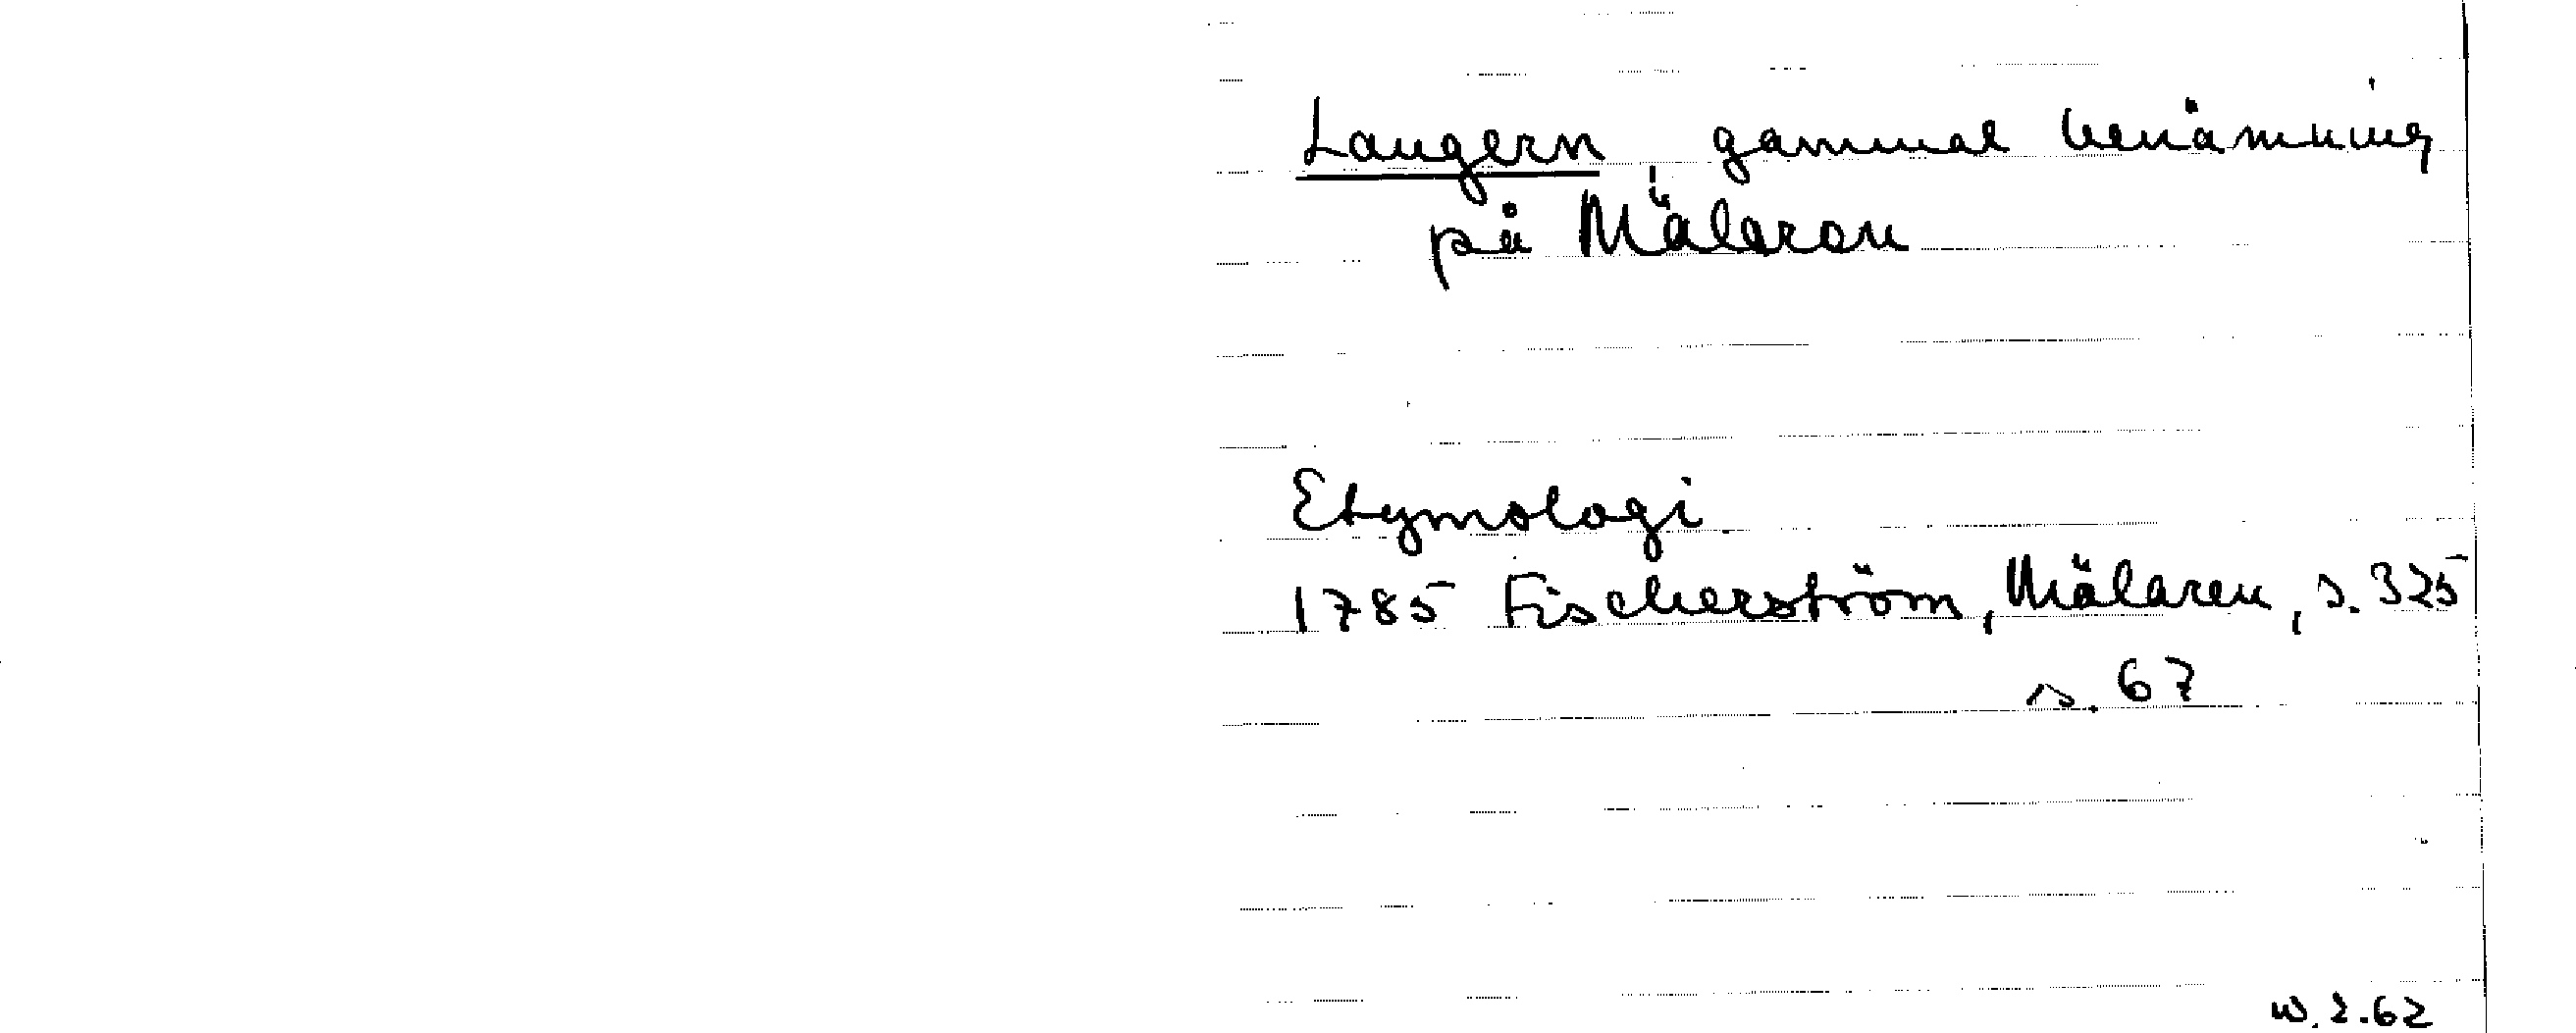 Laugern, gammal benämning
på Mälaren
Etymologi
1785 Fischerström, Mälaren, s. 325
s. 67
w. 2.62